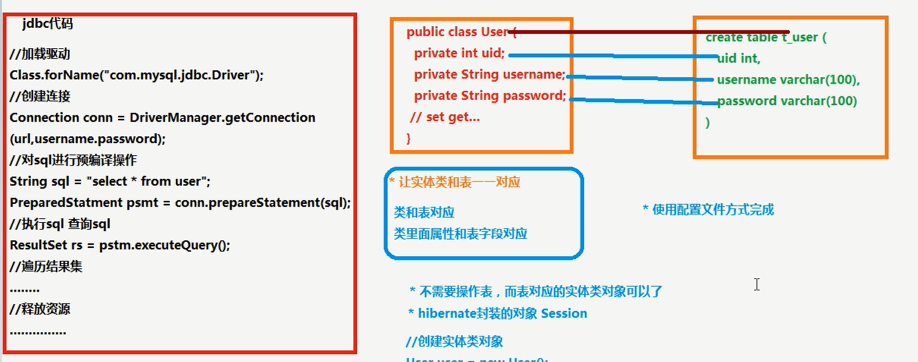 jdbc代码
//加载驱动
Class.forName("com.mysql.jdbc.Driver");
//创建连接
Connection conn = DriverManager.getConnection
(url,username.password);
//对sql进行预编译操作
String sql = "select * from user";
PreparedStatment psmt = conn.prepareStatement(sql);
//执行sql 查询sql
ResultSet rs = pstm.executeQuery();
//遍历结果集
........
//释放资源
...............
public class User {
private int uid;
private String username;
private String password;
// set get...
}
create table t_user (
uid int,
username varchar(100),
password varchar(100)
)
* 让实体类和表一一对应
类和表对应
类里面属性和表字段对应
* 使用配置文件方式完成
* 不需要操作表，而表对应的实体类对象可以了
* hibernate封装的对象 Session
//创建实体类对象
User user = new User();